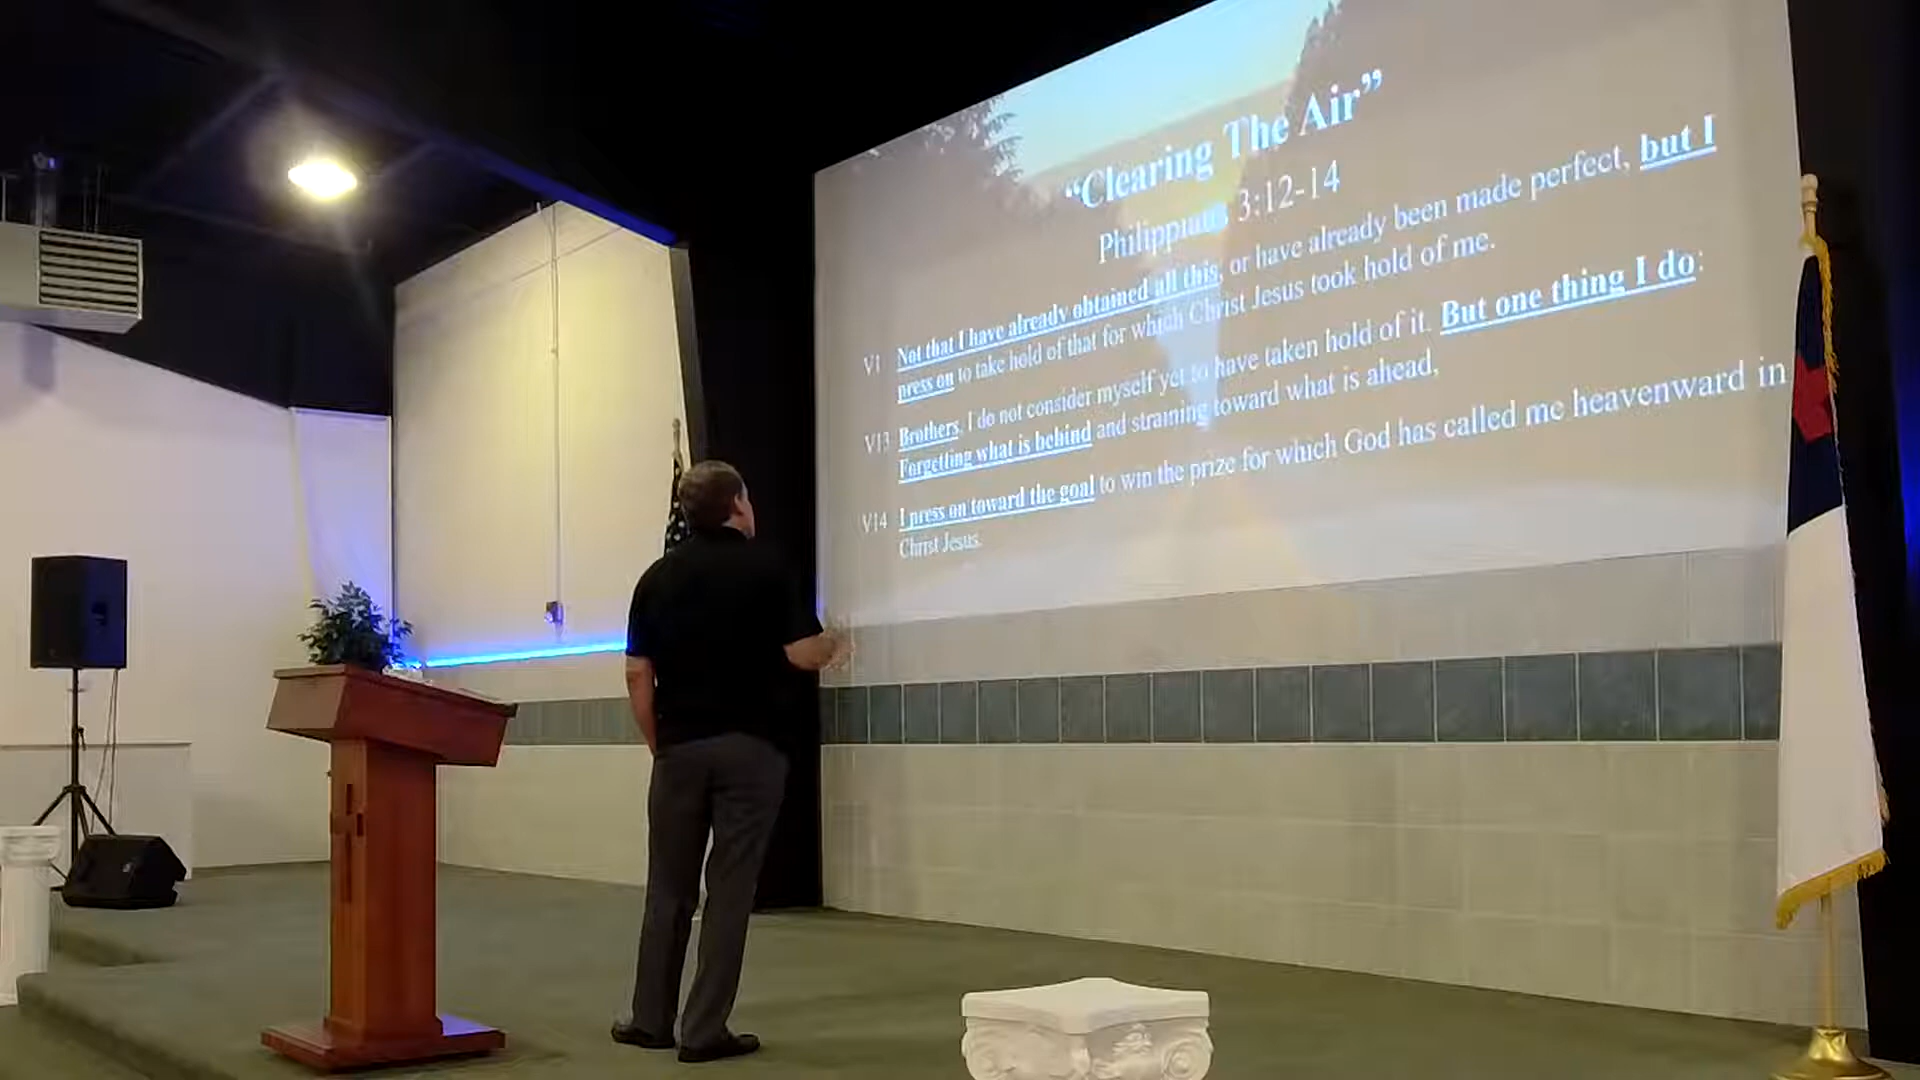 “Clearing The Air”
Philippians 3:12-14
V1 Not that I have already obtained all this, or have already been made perfect, but I
press on to take hold of that for which Christ Jesus took hold of me.
V13 Brothers, I do not consider myself yet to have taken hold of it. But one thing I do:
Forgetting what is behind and straining toward what is ahead,
V14 I press on toward the goal to win the prize for which God has called me heavenward in
Christ Jesus.